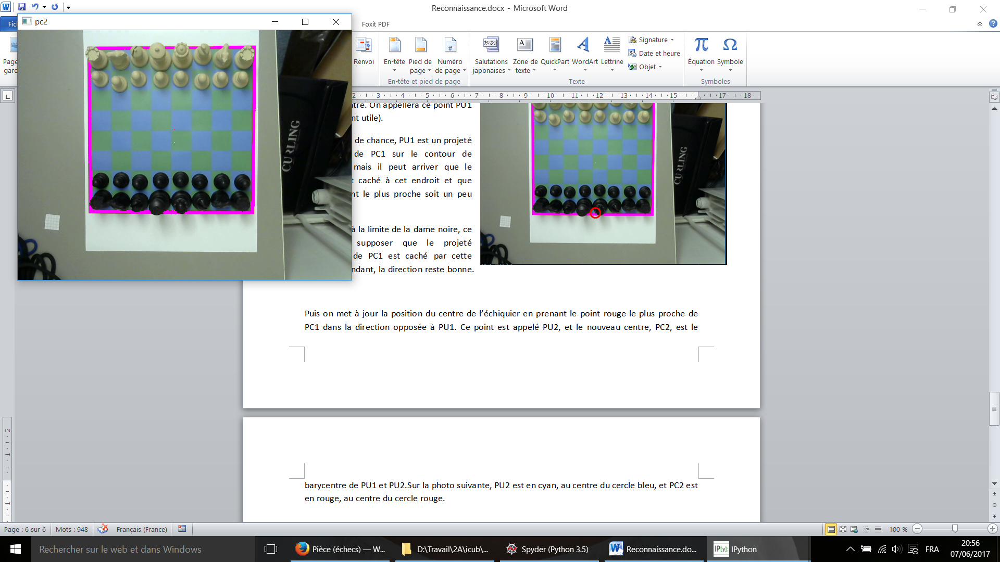 Reconnaissance.docx - Microsoft Word
pc2
Foxit PDF
Renvoi
En-tête
Pied de page
Numéro de page
En-tête et pied de page
Salutations japonaises
Zone de texte
QuickPart
WordArt
Lettrine
Signature
Date et heure
Objet
Texte
Équation
Symbole
Symboles
2 3 4 5 6 7 8 9 10 11 12 13 14 15 17 18
tre. On appellera ce point PU1
nt utile).
de chance, PU1 est un projeté
de PC1 sur le contour de
mais il peut arriver que le
caché à cet endroit et que
nt le plus proche soit un peu
à la limite de la dame noire, ce
supposer que le projeté
de PC1 est caché par cette
ndant, la direction reste bonne.
CURLING
CURLING
Puis on met à jour la position du centre de l’échiquier en prenant le point rouge le plus proche de
PC1 dans la direction opposée à PU1. Ce point est appelé PU2, et le nouveau centre, PC2, est le
barycentre de PU1 et PU2.Sur la photo suivante, PU2 est en cyan, au centre du cercle bleu, et PC2 est
en rouge, au centre du cercle rouge.
Page : 6 sur 6
Mots : 948
Français (France)
100 %
Rechercher sur le web et dans Windows
Pièce (échecs) — W...
D:\Travail\2A\icub\...
Spyder (Python 3.5)
Reconnaissance.do...
IP[y]: IPython
FRA
20:56
07/06/2017